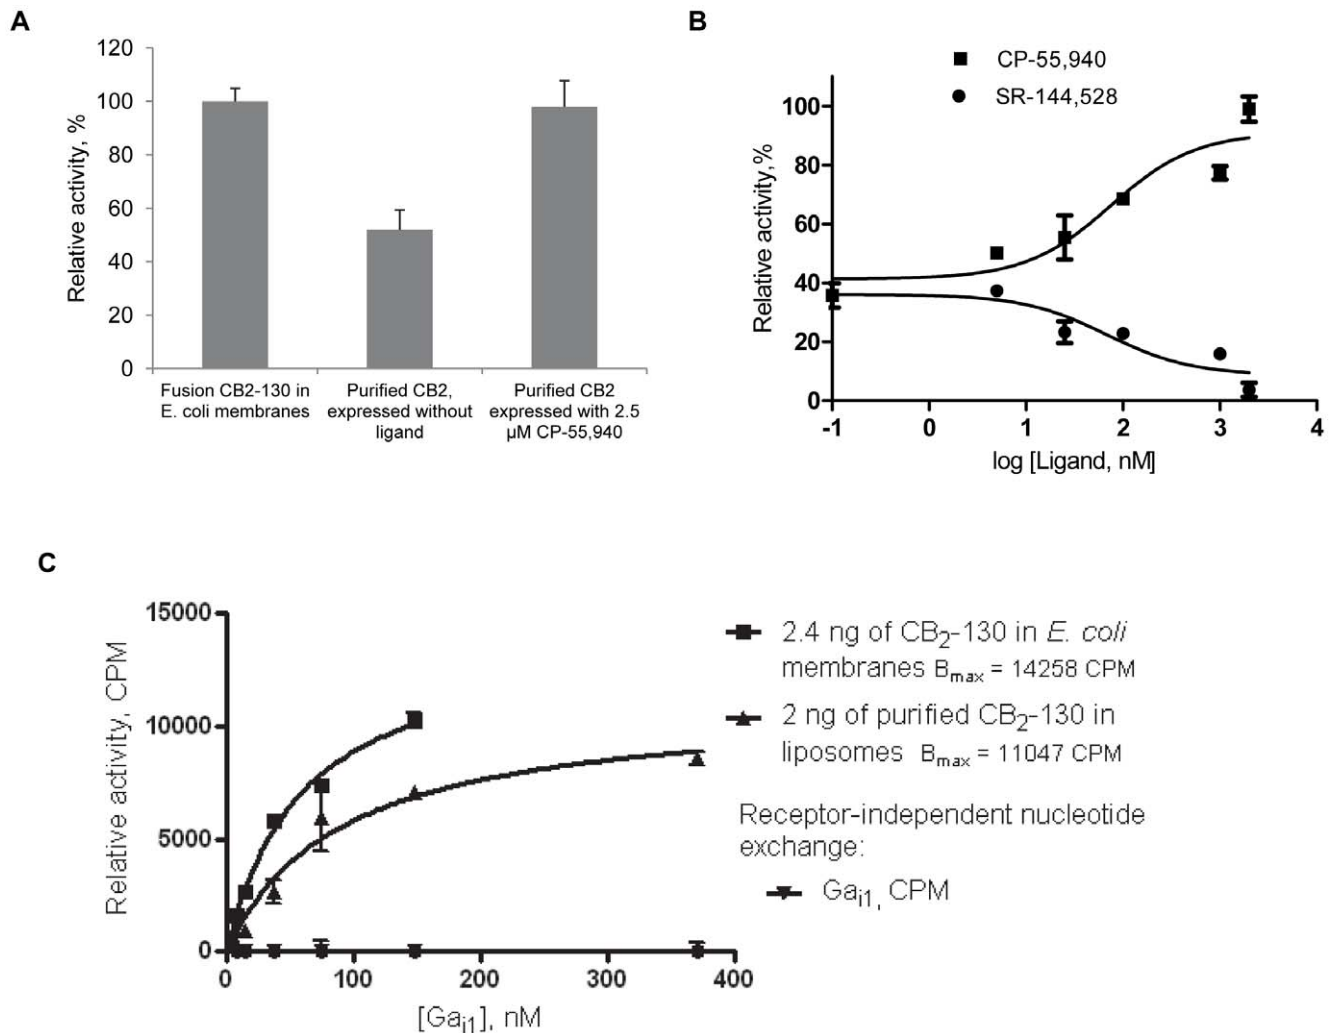 A
120
100
80
60
40
20
0
Relative activity, %
Fusion CB2-130 in
E. coli membranes
Purified CB2,
expressed without
ligand
Purified CB2
expressed with 2.5
µM CP-55,940
B
CP-55,940
SR-144,528
100
80
60
40
20
0
Relative activity,%
-1
0
1
2
3
4
log [Ligand, nM]
C
15000
10000
5000
0
Relative activity, CPM
0
100
200
300
400
[Gai1], nM
2.4 ng of CB2-130 in E. coli
membranes Bmax = 14258 CPM
2 ng of purified CB2-130 in
liposomes Bmax = 11047 CPM
Receptor-independent nucleotide
exchange:
Gai1, CPM